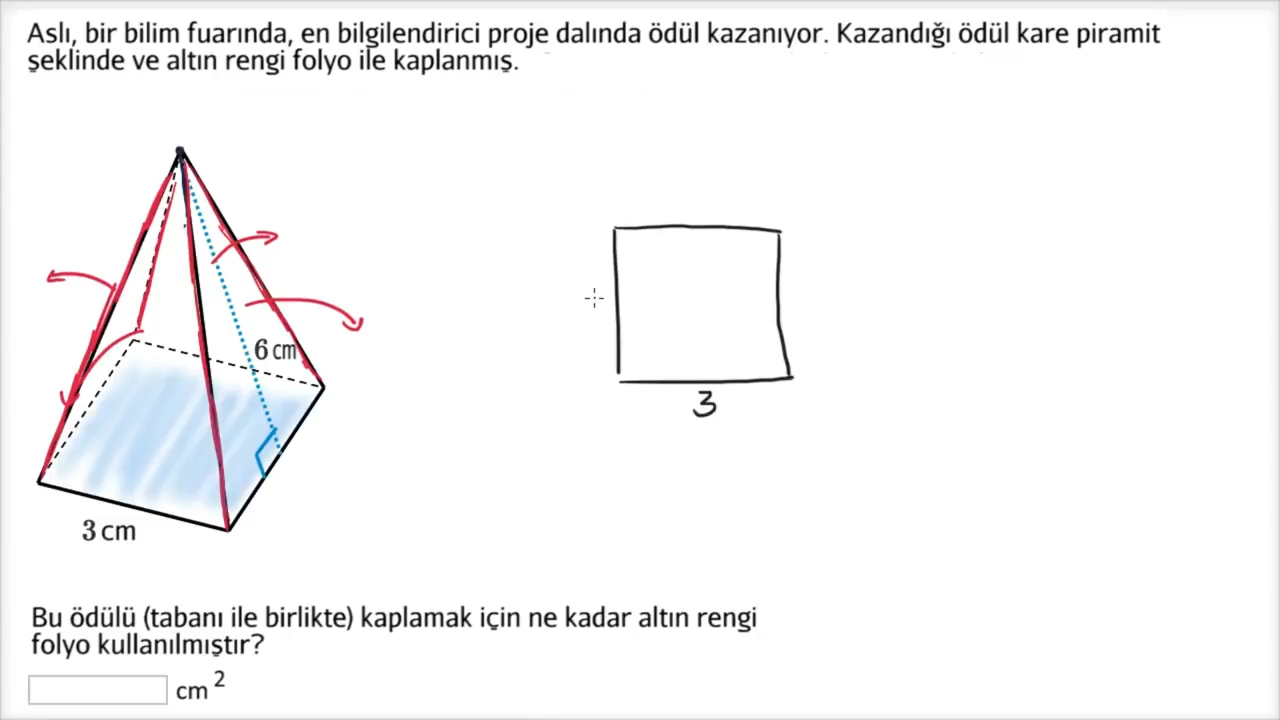 Aslı, bir bilim fuarında, en bilgilendirici proje dalında ödül kazanıyor. Kazandığı ödül kare piramit
şeklinde ve altın rengi folyo ile kaplanmış.
6 cm
3
3 cm
Bu ödülü (tabanı ile birlikte) kaplamak için ne kadar altın rengi
folyo kullanılmıştır?
cm 2